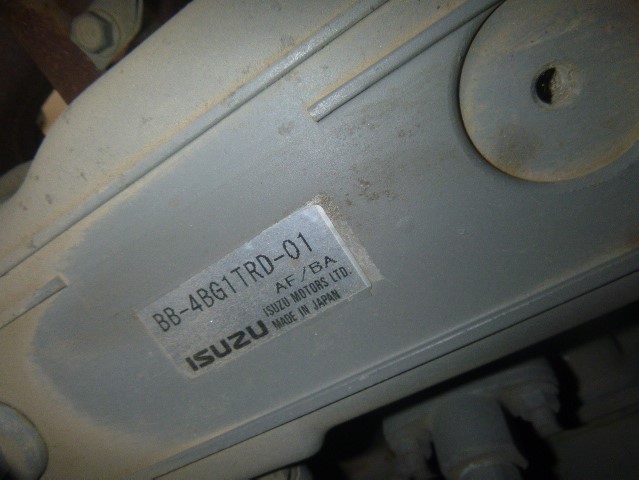 BB-4BG1TRD-01
AF/BA
ISUZU MOTORS LTD.
ISUZU MADE IN JAPAN